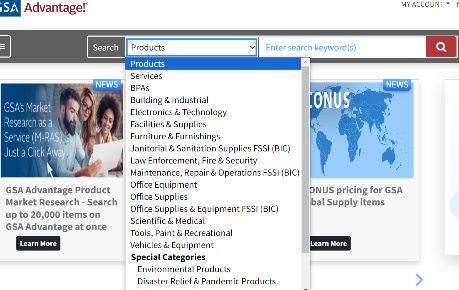 GSA Advantage!®
MY ACCOUNT
Search
Products
Enter search keyword(s)
Products
Services
BPAs
Building & Industrial
Electronics & Technology
Facilities & Supplies
Furniture & Furnishings
Janitorial & Sanitation Supplies FSSI (BIC)
Law Enforcement, Fire & Security
Maintenance, Repair & Operations FSSI (BIC)
Office Equipment
Office Supplies
Office Supplies & Equipment FSSI (BIC)
Scientific & Medical
Tools, Paint & Recreational
Vehicles & Equipment
Special Categories
Environmental Products
Disaster Relief & Pandemic Products
NEWS
GSA's Market
Research as a
Service (M-RAS)
Just a Click Away
GSA Advantage Product
Market Research - Search
up to 20,000 items on
GSA Advantage at once
Learn More
NEWS
CONUS
ONUS pricing for GSA
obal Supply items
Learn More